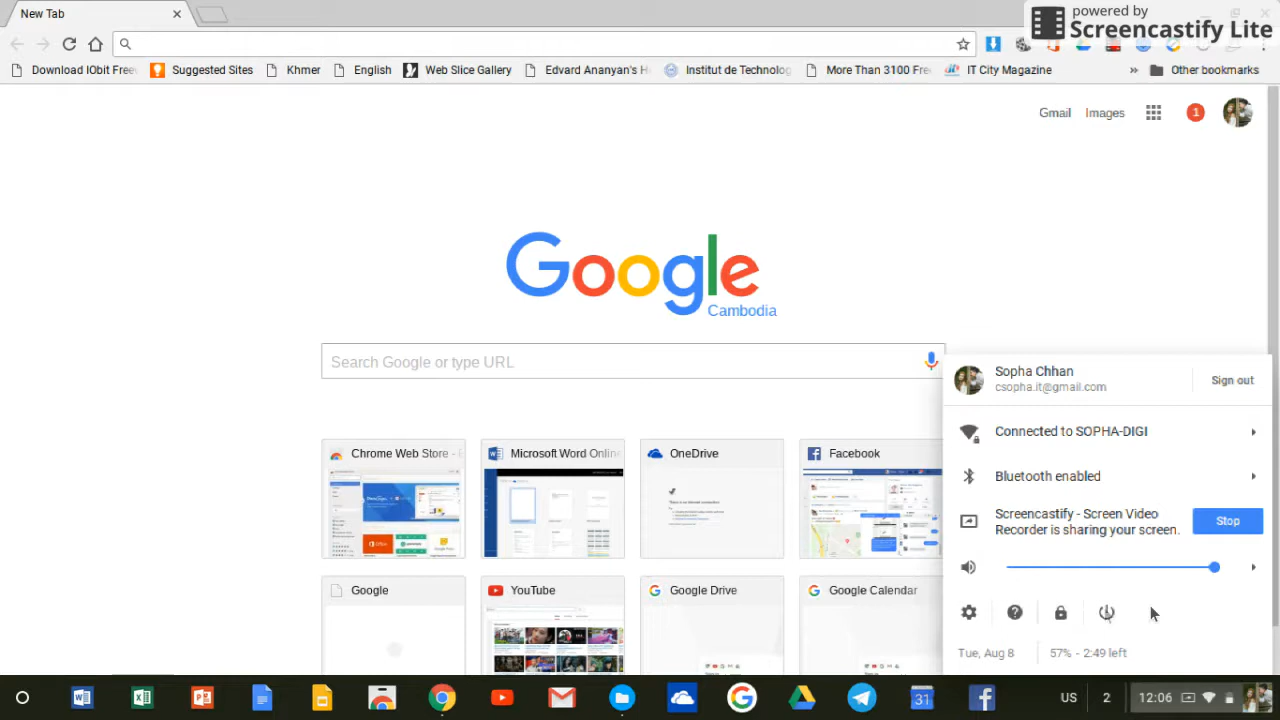 New Tab
powered by
Screencastify Lite
Download IObit Free
Suggested Sites
Khmer
English
Web Slice Gallery
Edvard Ananyan's H
Institut de Technolog
More Than 3100 Fre
IT City Magazine
»
Other bookmarks
Gmail
Images
1
Google
Cambodia
Search Google or type URL
Chrome Web Store - E
Microsoft Word Online
OneDrive
Facebook
Google
YouTube
Google Drive
Google Calendar
Sopha Chhan
csopha.it@gmail.com
Sign out
Connected to SOPHA-DIGI
Bluetooth enabled
Screencastify - Screen Video
Recorder is sharing your screen.
Stop
Tue, Aug 8
57% - 2:49 left
US
2
12:06